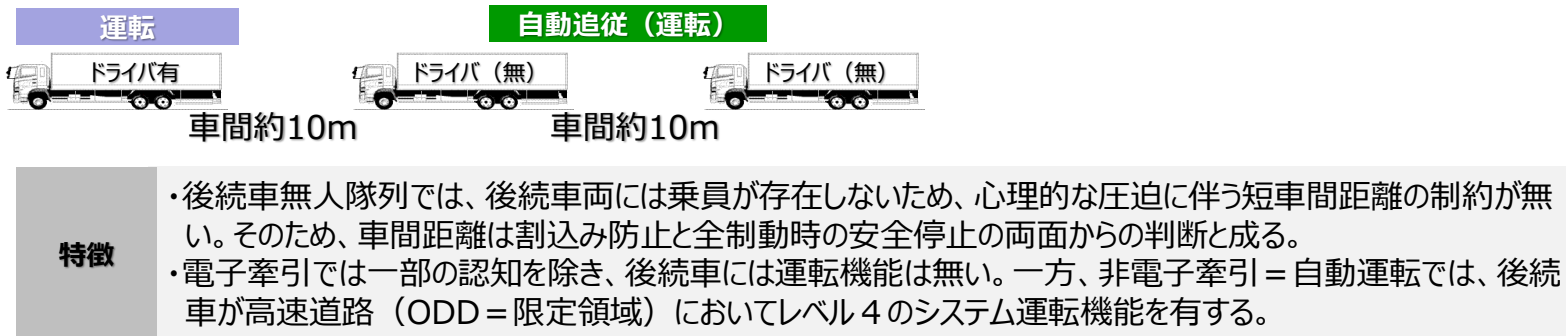 運転
自動追従（運転）
ドライバ有
ドライバ（無）
ドライバ（無）
車間約10m
車間約10m
特徴
・後続車無人隊列では、後続車両には乗員が存在しないため、心理的な圧迫に伴う短車間距離の制約が無
い。そのため、車間距離は割込み防止と全制動時の安全停止の両面からの判断と成る。
・電子牽引では一部の認知を除き、後続車には運転機能は無い。一方、非電子牽引＝自動運転では、後続
車が高速道路（ODD＝限定領域）においてレベル４のシステム運転機能を有する。